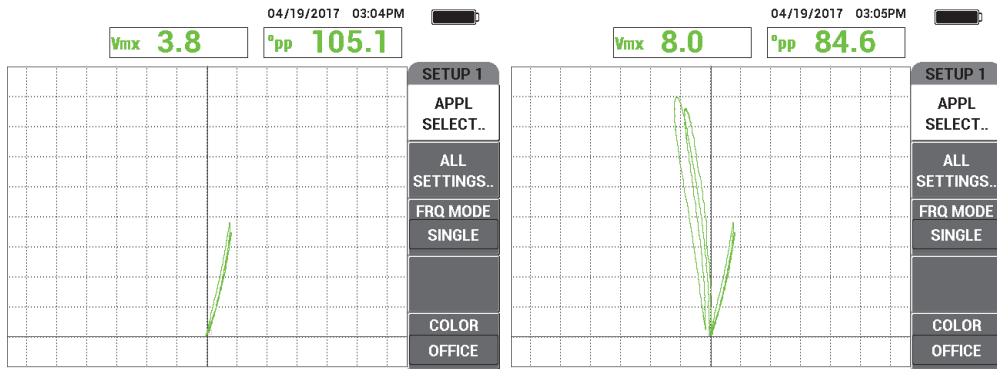 04/19/2017 03:04PM
Vmx 3.8 °pp 105.1
SETUP 1
APPL
SELECT..
ALL
SETTINGS..
FRQ MODE
SINGLE
COLOR
OFFICE
04/19/2017 03:05PM
Vmx 8.0 °pp 84.6
SETUP 1
APPL
SELECT..
ALL
SETTINGS..
FRQ MODE
SINGLE
COLOR
OFFICE